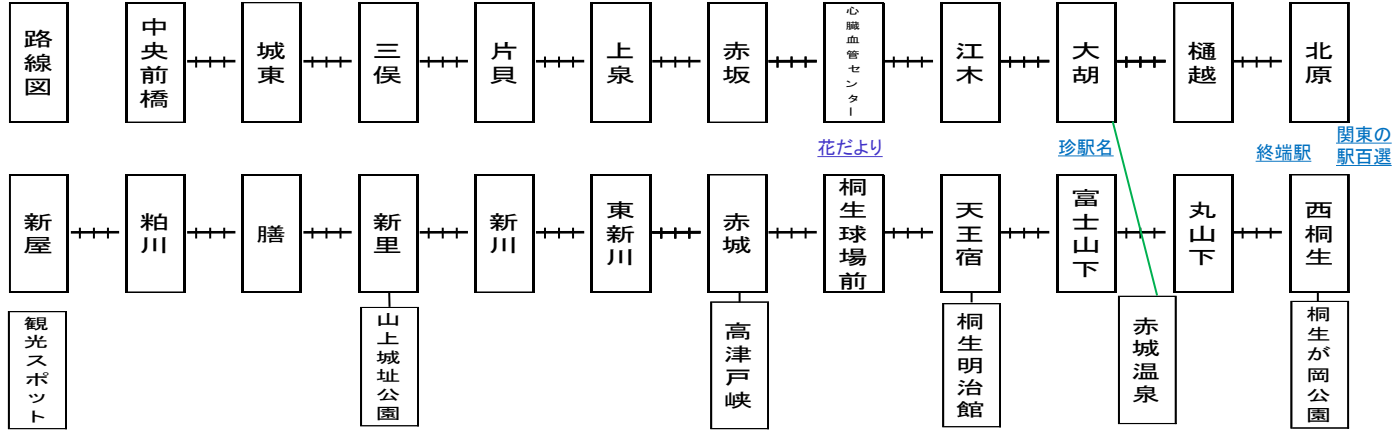 路線図
中央前橋
城東
三俣
片貝
上泉
赤坂
心臓血管センター
江木
大胡
樋越
北原
花だより
珍駅名
終端駅
関東の
駅百選
新屋
粕川
膳
新里
新川
東新川
赤城
桐生球場前
天王宿
富士山下
丸山下
西桐生
観光スポット
山上城址公園
高津戸峡
桐生明治館
赤城温泉
桐生が岡公園